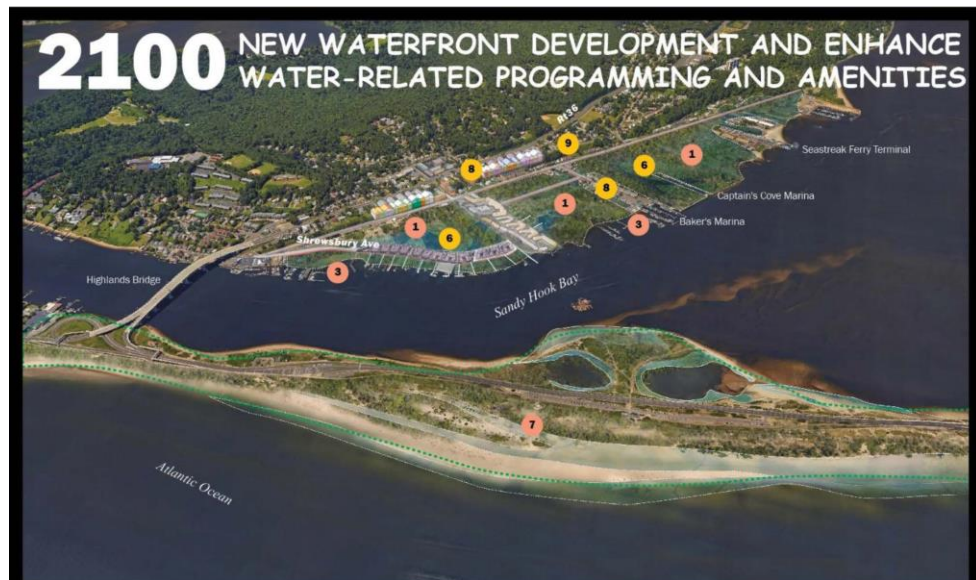 2100 NEW WATERFRONT DEVELOPMENT AND ENHANCE
WATER-RELATED PROGRAMMING AND AMENITIES
Rt36
9
8
1
Seastreak Ferry Terminal
6
8
Captain's Cove Marina
1
3
Baker's Marina
1
6
Shrewsbury Ave
3
Highlands Bridge
Sandy Hook Bay
7
Atlantic Ocean